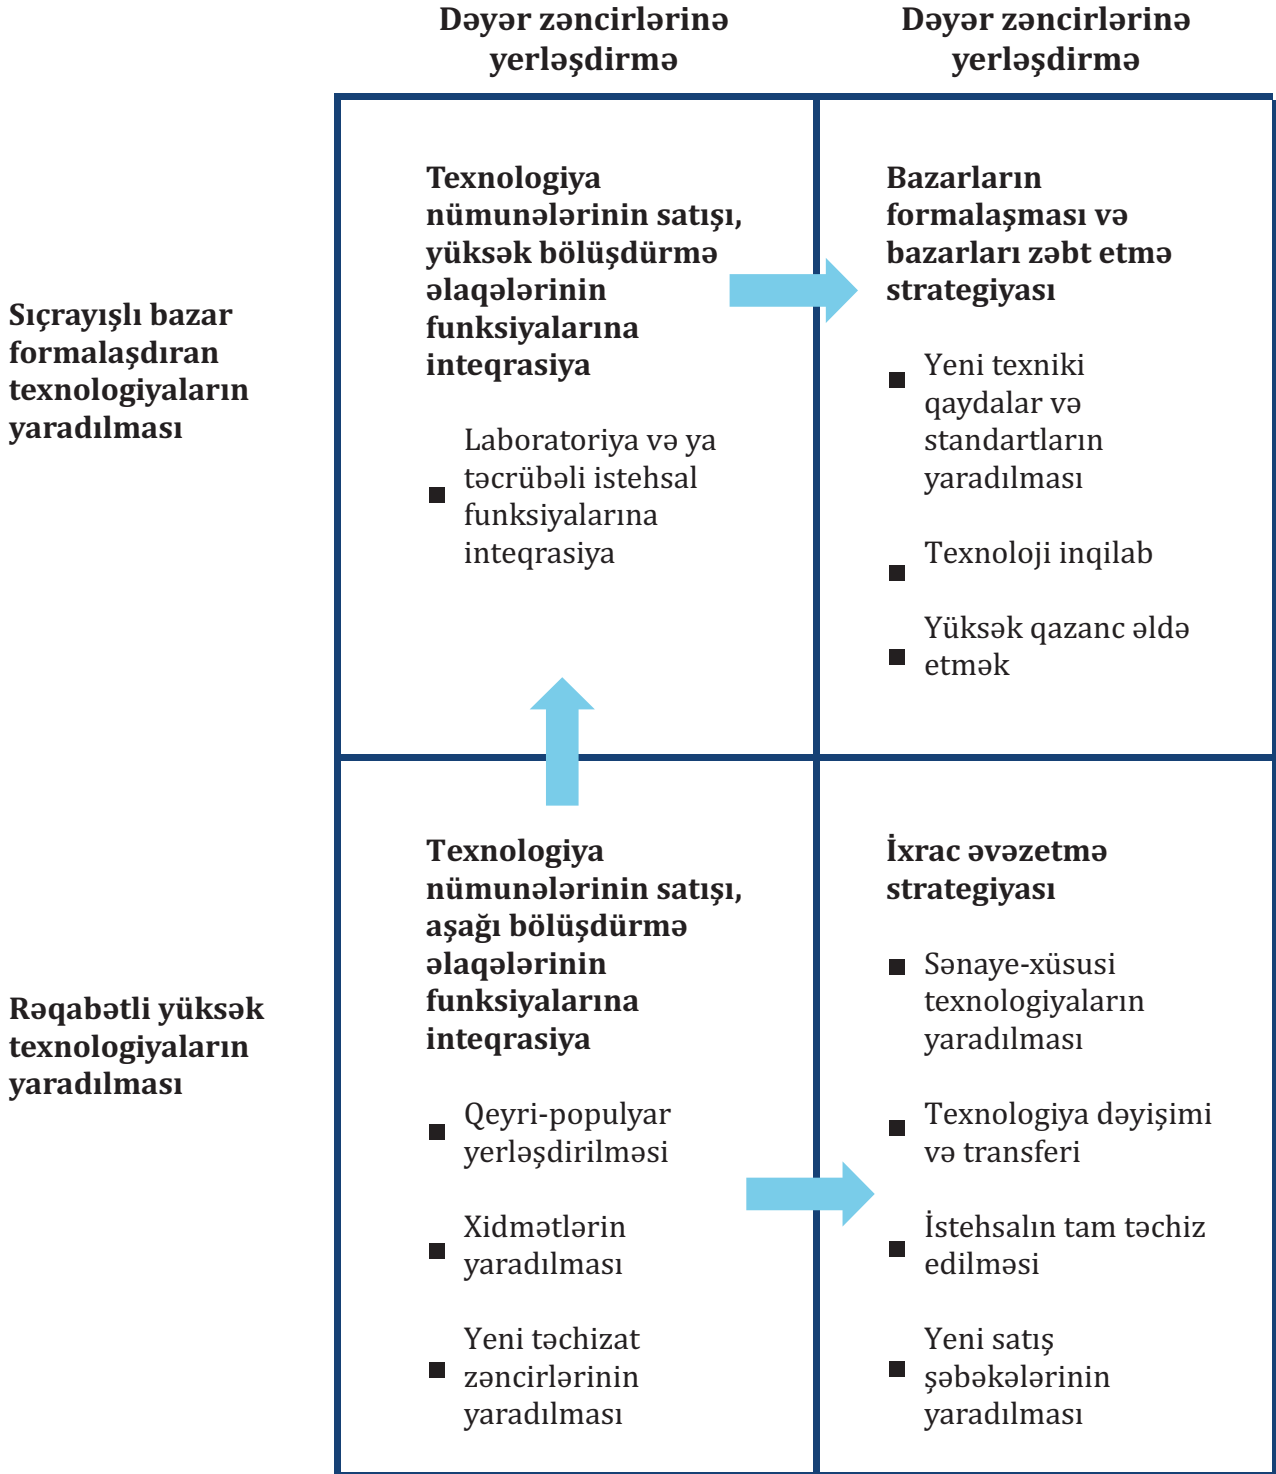 Dəyər zəncirlərinə
yerləşdirmə
Dəyər zəncirlərinə
yerləşdirmə
Sıçrayışlı bazar
formalaşdıran
texnologiyaların
yaradılması
Texnologiya
nümunələrinin satışı,
yüksək bölüşdürmə
əlaqələrinin
funksiyalarına
inteqrasiya
Laboratoriya və ya
təcrübəli istehsal
funksiyalarına
inteqrasiya
Bazarların
formalaşması və
bazarları zəbt etmə
strategiyası
Yeni texniki
qaydalar və
standartların
yaradılması
Texnoloji inqilab
Yüksək qazanc əldə
etmək
Rəqabətli yüksək
texnologiyaların
yaradılması
Texnologiya
nümunələrinin satışı,
aşağı bölüşdürmə
əlaqələrinin
funksiyalarına
inteqrasiya
Qeyri-populyar
yerləşdirilməsi
Xidmətlərin
yaradılması
Yeni təchizat
zəncirlərinin
yaradılması
İxrac əvəzetmə
strategiyası
Sənaye-xüsusi
texnologiyaların
yaradılması
Texnologiya dəyişimi
və transferi
İstehsalın tam təchiz
edilməsi
Yeni satış
şəbəkələrinin
yaradılması